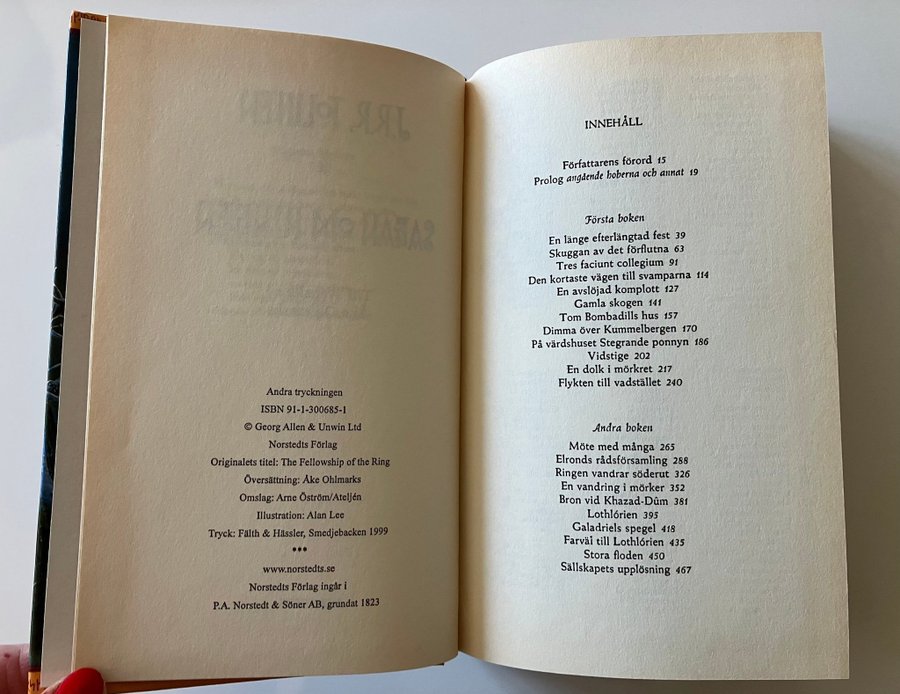 Andra tryckningen
ISBN 91-1-300685-1
© Georg Allen & Unwin Ltd
Norstedts Förlag
Originalets titel: The Fellowship of the Ring
Översättning: Åke Ohlmarks
Omslag: Arne Öström/Ateljén
Illustration: Alan Lee
Tryck: Fälth & Hässler, Smedjebacken 1999
***
www.norstedts.se
Norstedts Förlag ingår i
P.A. Norstedt & Söner AB, grundat 1823
INNEHÅLL
Författarens förord 15
Prolog angående hoberna och annat 19
Första boken
En länge efterlängtad fest 39
Skuggan av det förflutna 63
Tres faciunt collegium 91
Den kortaste vägen till svamparna 114
En avslöjad komplott 127
Gamla skogen 141
Tom Bombadills hus 157
Dimma över Kummelbergen 170
På värdshuset Stegrande ponnyn 186
Vidstige 202
En dolk i mörkret 217
Flykten till vadstället 240
Andra boken
Möte med många 265
Elronds rådsförsamling 288
Ringen vandrar söderut 326
En vandring i mörker 352
Bron vid Khazad-Dûm 381
Lothlórien 395
Galadriels spegel 418
Farväl till Lothlórien 435
Stora floden 450
Sällskapets upplösning 467